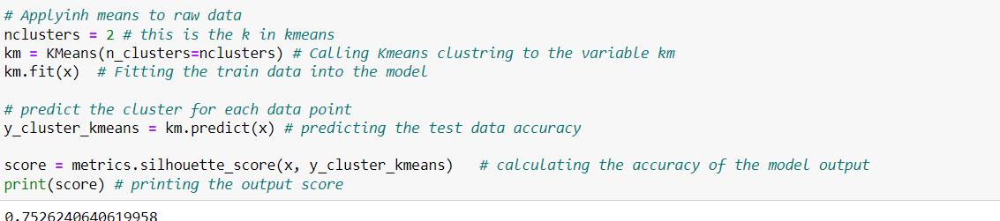 # Applyinh means to raw data
nclusters = 2 # this is the k in kmeans
km = KMeans(n_clusters=nclusters) # Calling Kmeans clustring to the variable km
km.fit(x)  # Fitting the train data into the model
# predict the cluster for each data point
y_cluster_kmeans = km.predict(x) # predicting the test data accuracy
score = metrics.silhouette_score(x, y_cluster_kmeans)   # calculating the accuracy of the model output
print(score) # printing the output score
0.7526240640619958